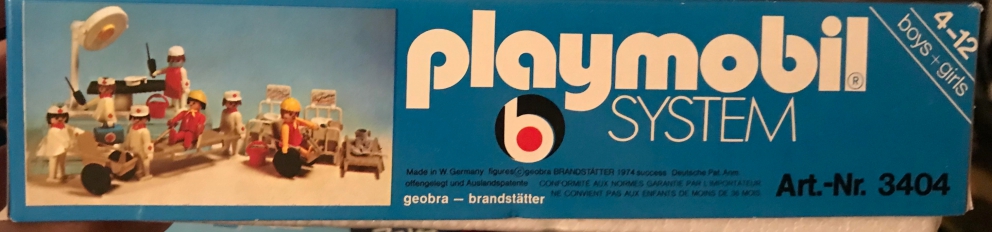 playmobil®
SYSTEM
4-12
boys + girls
b
Made in W. Germany figures © geobra BRANDSTÄTTER 1974 success Deutsche Pat. Anm.
offengelegt und Auslandspatente CONFORMITE AUX NORMES GARANTIE PAR L'IMPORTATEUR
NE CONVIENT PAS AUX ENFANTS DE MOINS DE 36 MOIS
geobra – brandstätter
Art.-Nr. 3404